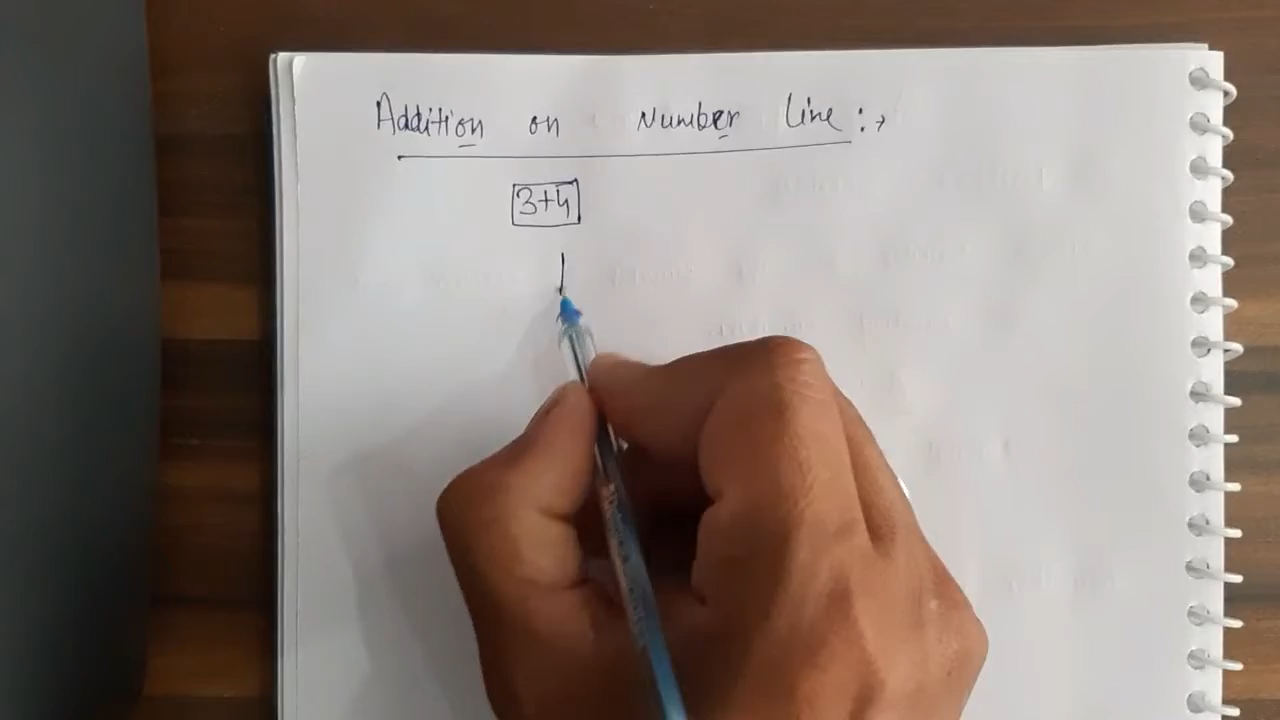 Addition on Number line :→
3+4